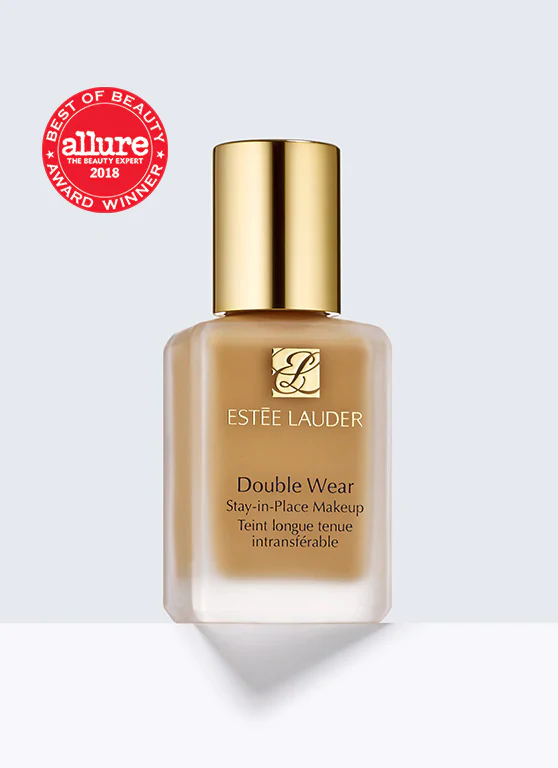 BEST OF BEAUTY
allure
THE BEAUTY EXPERT
2018
AWARD WINNER
ESTĒE LAUDER
Double Wear
Stay-in-Place Makeup
Teint longue tenue
intransférable